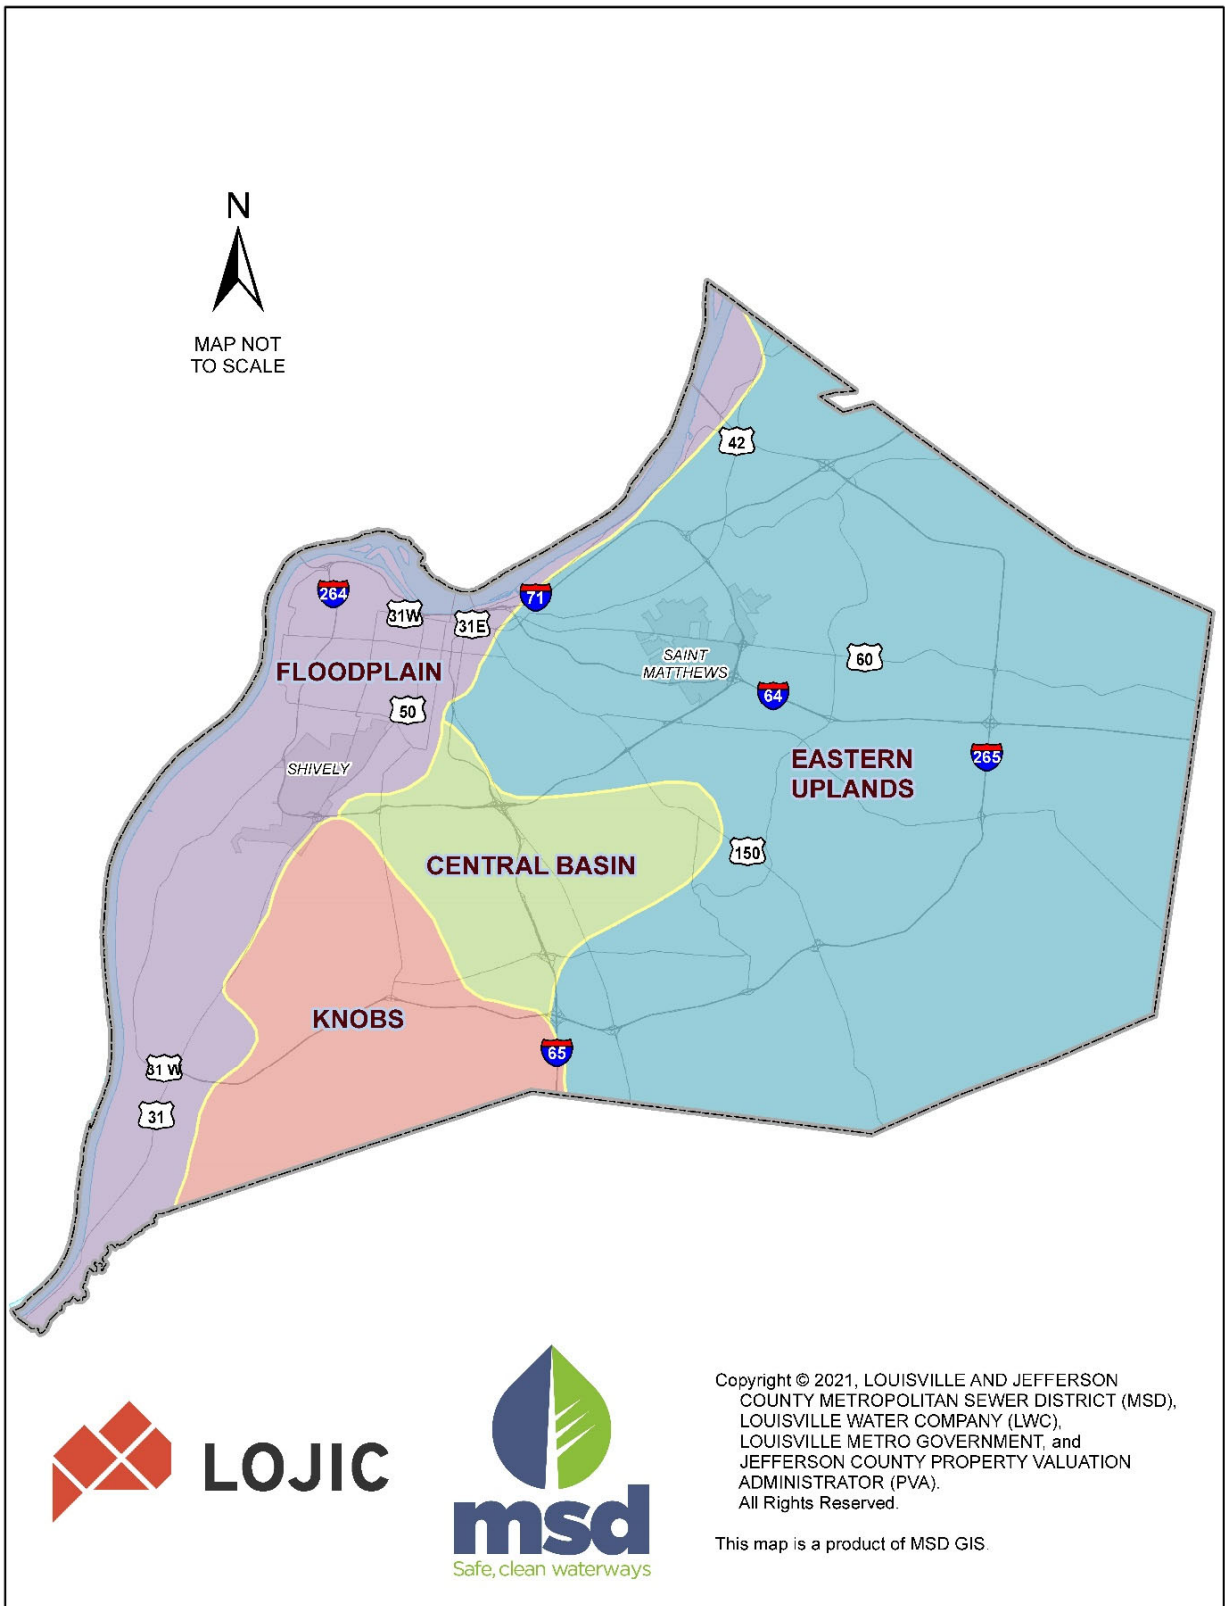 N
MAP NOT
TO SCALE
42
264
71
31W
31E
FLOODPLAIN
SAINT
MATTHEWS
60
64
50
SHIVELY
EASTERN
UPLANDS
265
150
CENTRAL BASIN
KNOBS
65
31 W
31
LOJIC
msd
Safe, clean waterways
Copyright © 2021, LOUISVILLE AND JEFFERSON
COUNTY METROPOLITAN SEWER DISTRICT (MSD),
LOUISVILLE WATER COMPANY (LWC),
LOUISVILLE METRO GOVERNMENT, and
JEFFERSON COUNTY PROPERTY VALUATION
ADMINISTRATOR (PVA).
All Rights Reserved.
This map is a product of MSD GIS.